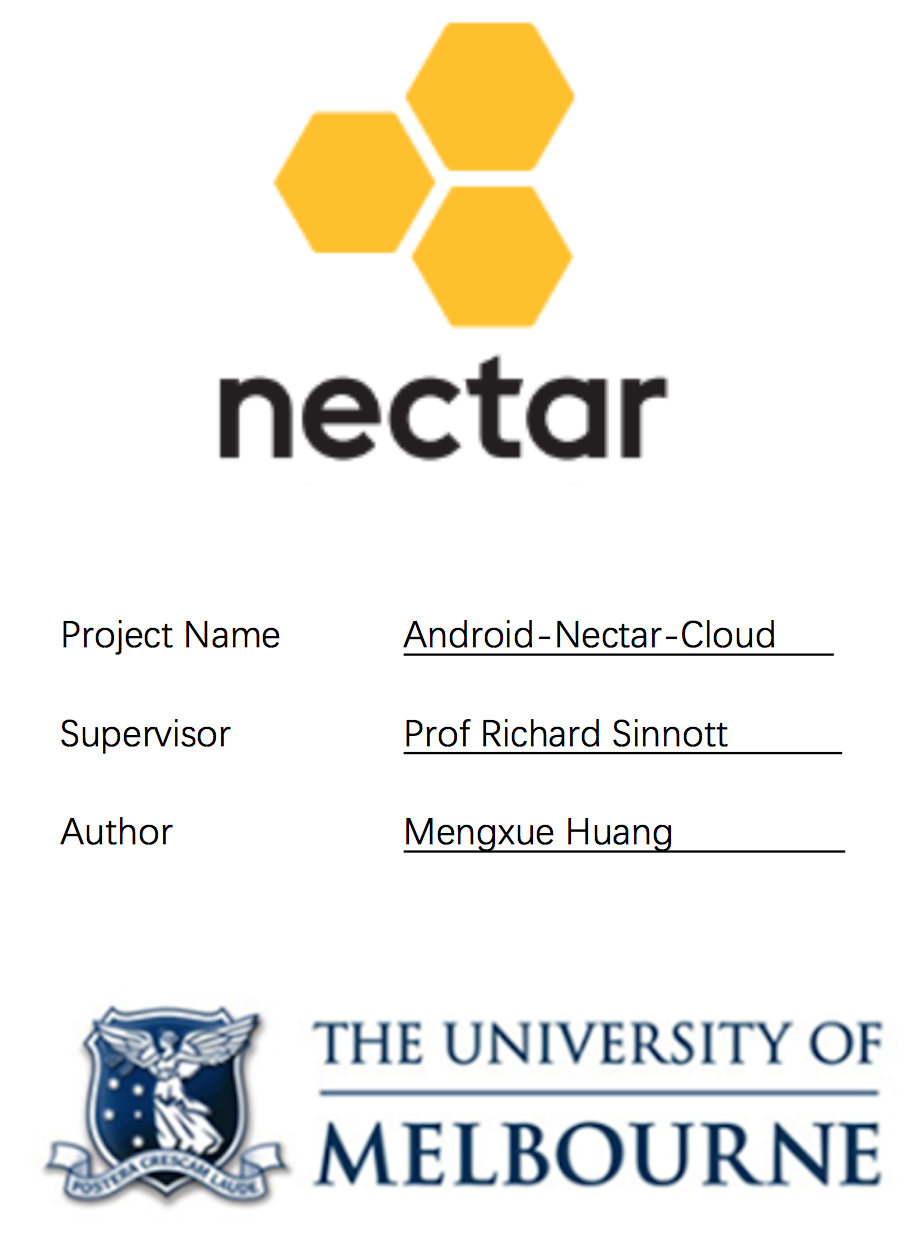 nectar
Project Name Android-Nectar-Cloud
Supervisor Prof Richard Sinnott
Author Mengxue Huang
THE UNIVERSITY OF
MELBOURNE
POSTERA CRESCAM LAUDE